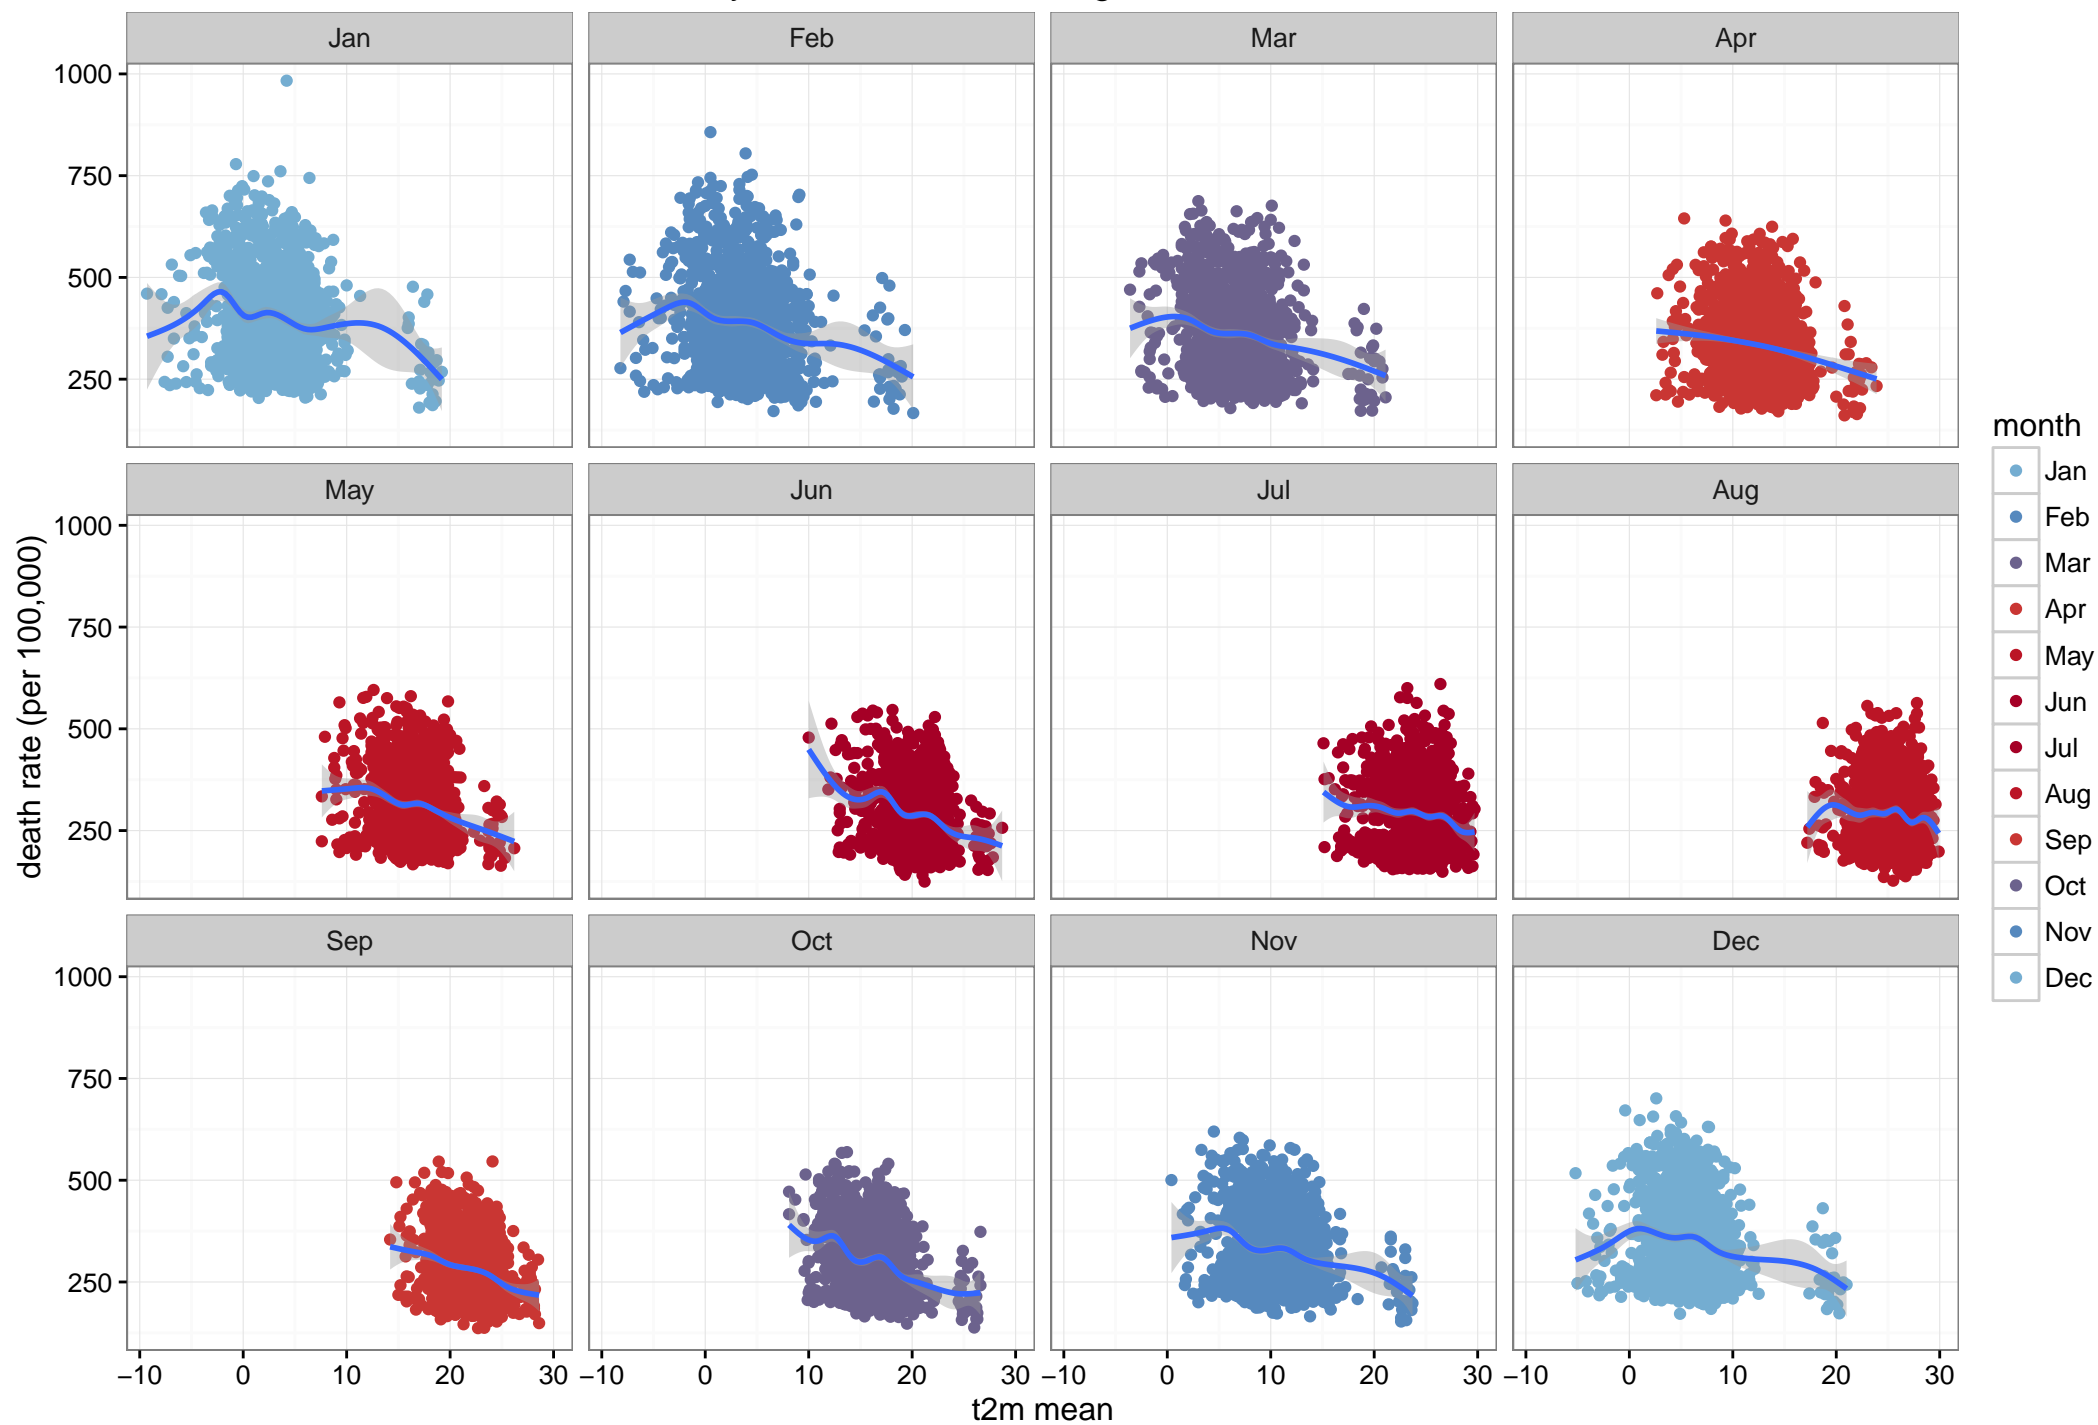 Jan Feb Mar Apr
1000
750
500
250
May Jun Jul Aug
1000
750
500
250
Sep Oct Nov Dec
1000
750
500
250
−10 0 10 20 30 −10 0 10 20 30 −10 0 10 20 30 −10 0 10 20 30
t2m mean
death rate (per 100,000)
month
Jan
Feb
Mar
Apr
May
Jun
Jul
Aug
Sep
Oct
Nov
Dec